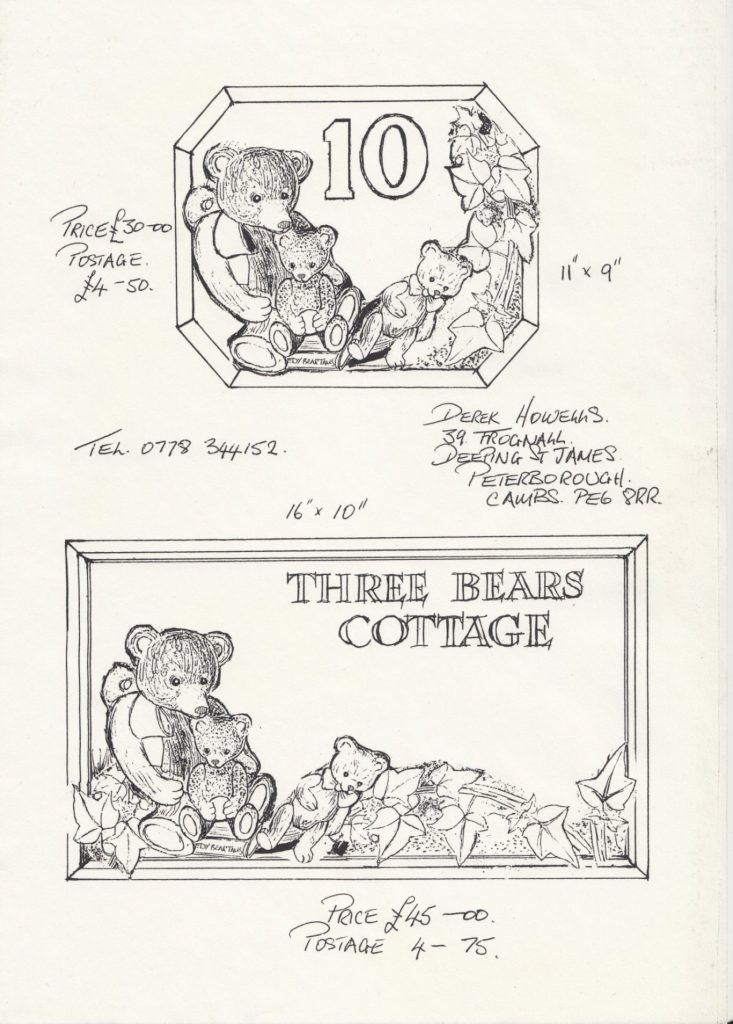 10
PRICE £30-00
POSTAGE.
£4-50.
11" x 9"
TEL. 0778 344152.
DEREK HOWELLS.
39 FROGNALL.
DEEPING ST JAMES
PETERBOROUGH.
CAMBS. PE6 8RR.
16" x 10"
THREE BEARS
COTTAGE
PRICE £45-00.
POSTAGE 4-75.